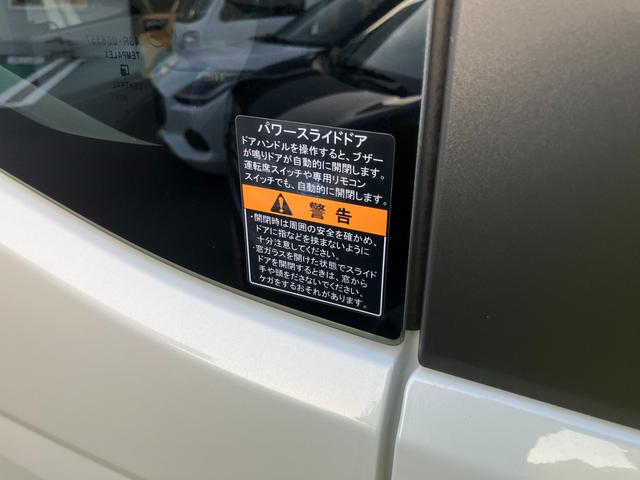 パワースライドドア
ドアハンドルを操作すると、ブザー
が鳴りドアが自動的に開閉します。
運転席スイッチや専用リモコン
スイッチでも、自動的に開閉します。
警告
・開閉時は周囲の安全を確かめ、
ドアに指などを挟まないように
十分注意してください。
・窓ガラスを開けた状態でスライド
ドアを開閉するときは、窓から
手や頭をださないでください。
ケガをするおそれがあります。
TEMPALEX
CENTRAL